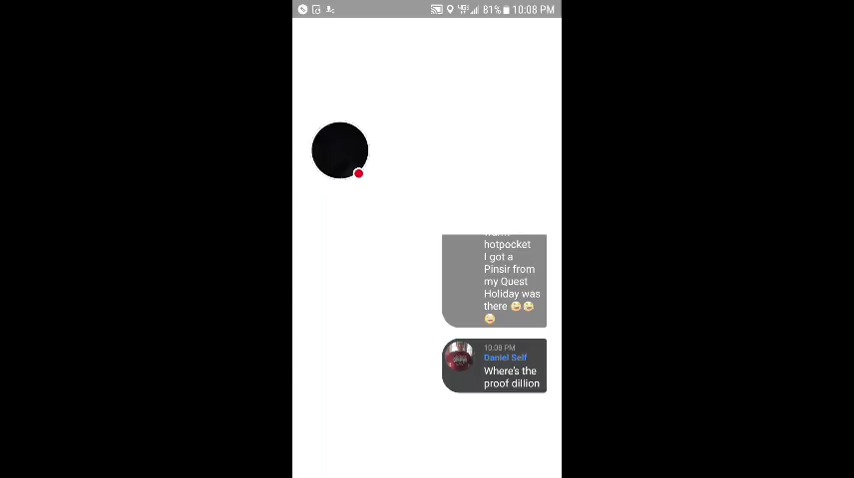 81% 10:08 PM
hotpocket
I got a
Pinsir from
my Quest
Holiday was
there 😂😂
😂
10:08 PM
Daniel Self
Where's the
proof dillion